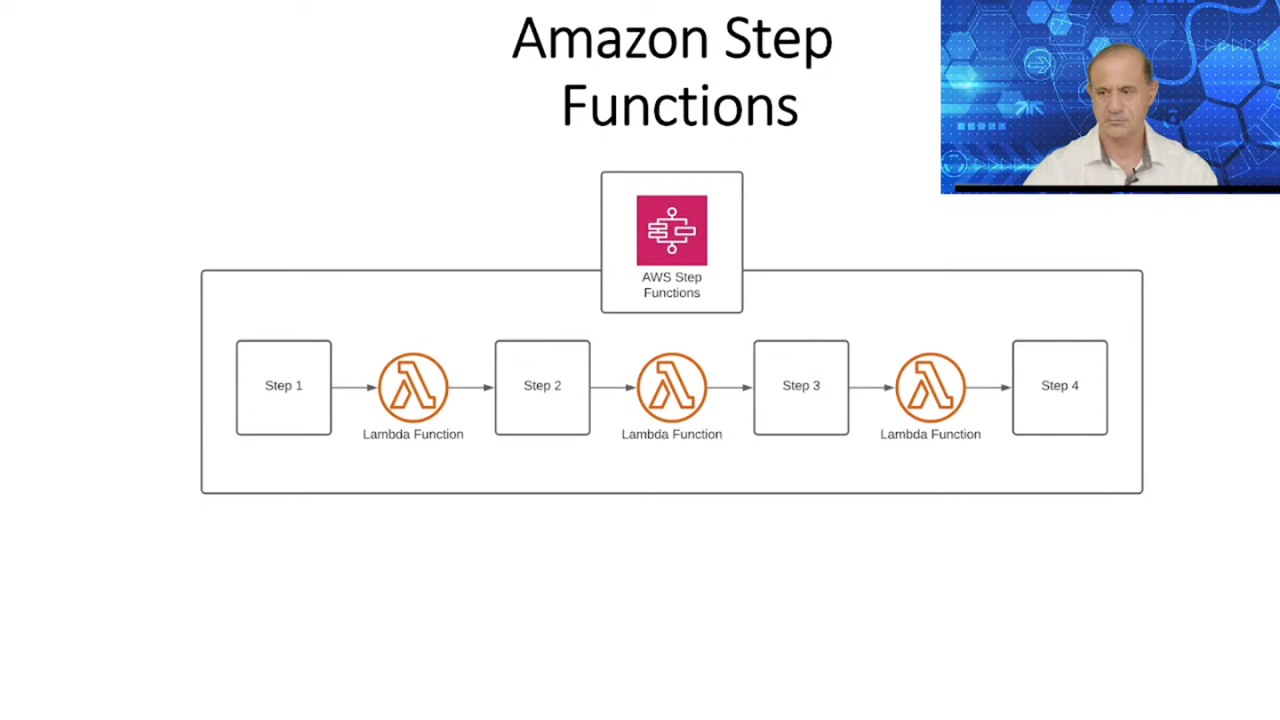 Amazon Step
Functions
AWS Step
Functions
Step 1
Step 2
Step 3
Step 4
Lambda Function
Lambda Function
Lambda Function